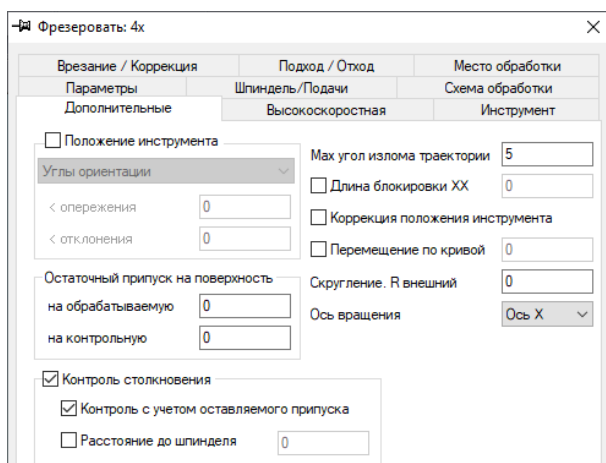 Фрезеровать: 4x
Врезание / Коррекция
Подход / Отход
Место обработки
Параметры
Шпиндель/Подачи
Схема обработки
Дополнительные
Высокоскоростная
Инструмент
Положение инструмента
Углы ориентации
< опережения 0
< отклонения 0
Остаточный припуск на поверхность
на обрабатываемую 0
на контрольную 0
Max угол излома траектории 5
Длина блокировки XX 0
Коррекция положения инструмента
Перемещение по кривой 0
Скругление. R внешний 0
Ось вращения Ось X
Контроль столкновения
Контроль с учетом оставляемого припуска
Расстояние до шпинделя 0